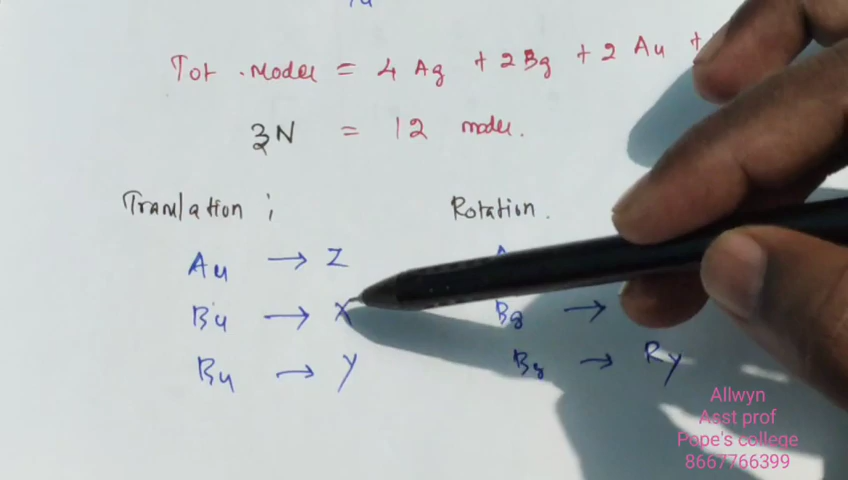 Tot. Modes = 4 Ag + 2 Bg + 2 Au +
3N = 12 modes.
Translation ; Rotation.
Au → Z
Bu → X Bg →
Bu → Y Bg → Ry
Allwyn
Asst prof
Pope's college
8667766399